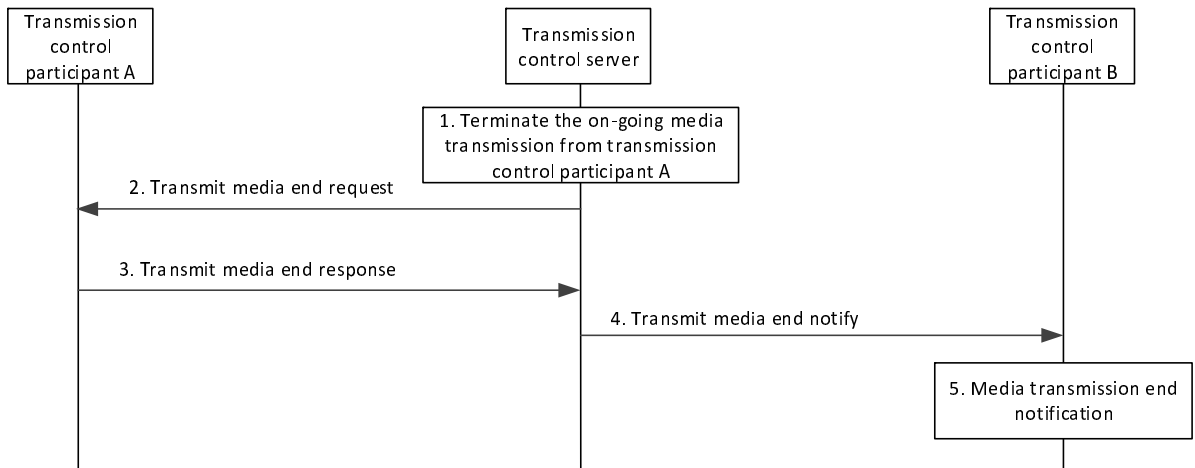 Transmission
control
participant A
Transmission
control server
Transmission
control
participant B
1. Terminate the on-going media
transmission from transmission
control participant A
2. Transmit media end request
3. Transmit media end response
4. Transmit media end notify
5. Media transmission end
notification